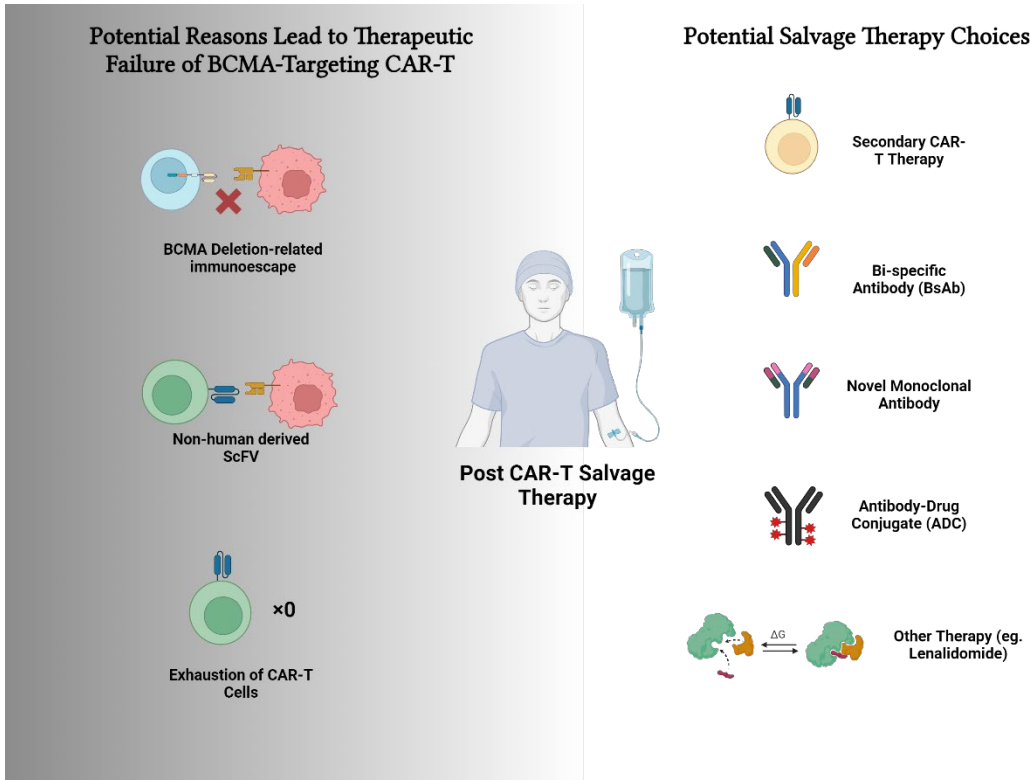 Potential Reasons Lead to Therapeutic
Failure of BCMA-Targeting CAR-T
BCMA Deletion-related
immunoescape
Non-human derived
ScFV
×0
Exhaustion of CAR-T
Cells
Post CAR-T Salvage
Therapy
Potential Salvage Therapy Choices
Secondary CAR-
T Therapy
Bi-specific
Antibody (BsAb)
Novel Monoclonal
Antibody
Antibody-Drug
Conjugate (ADC)
ΔG
Other Therapy (eg.
Lenalidomide)